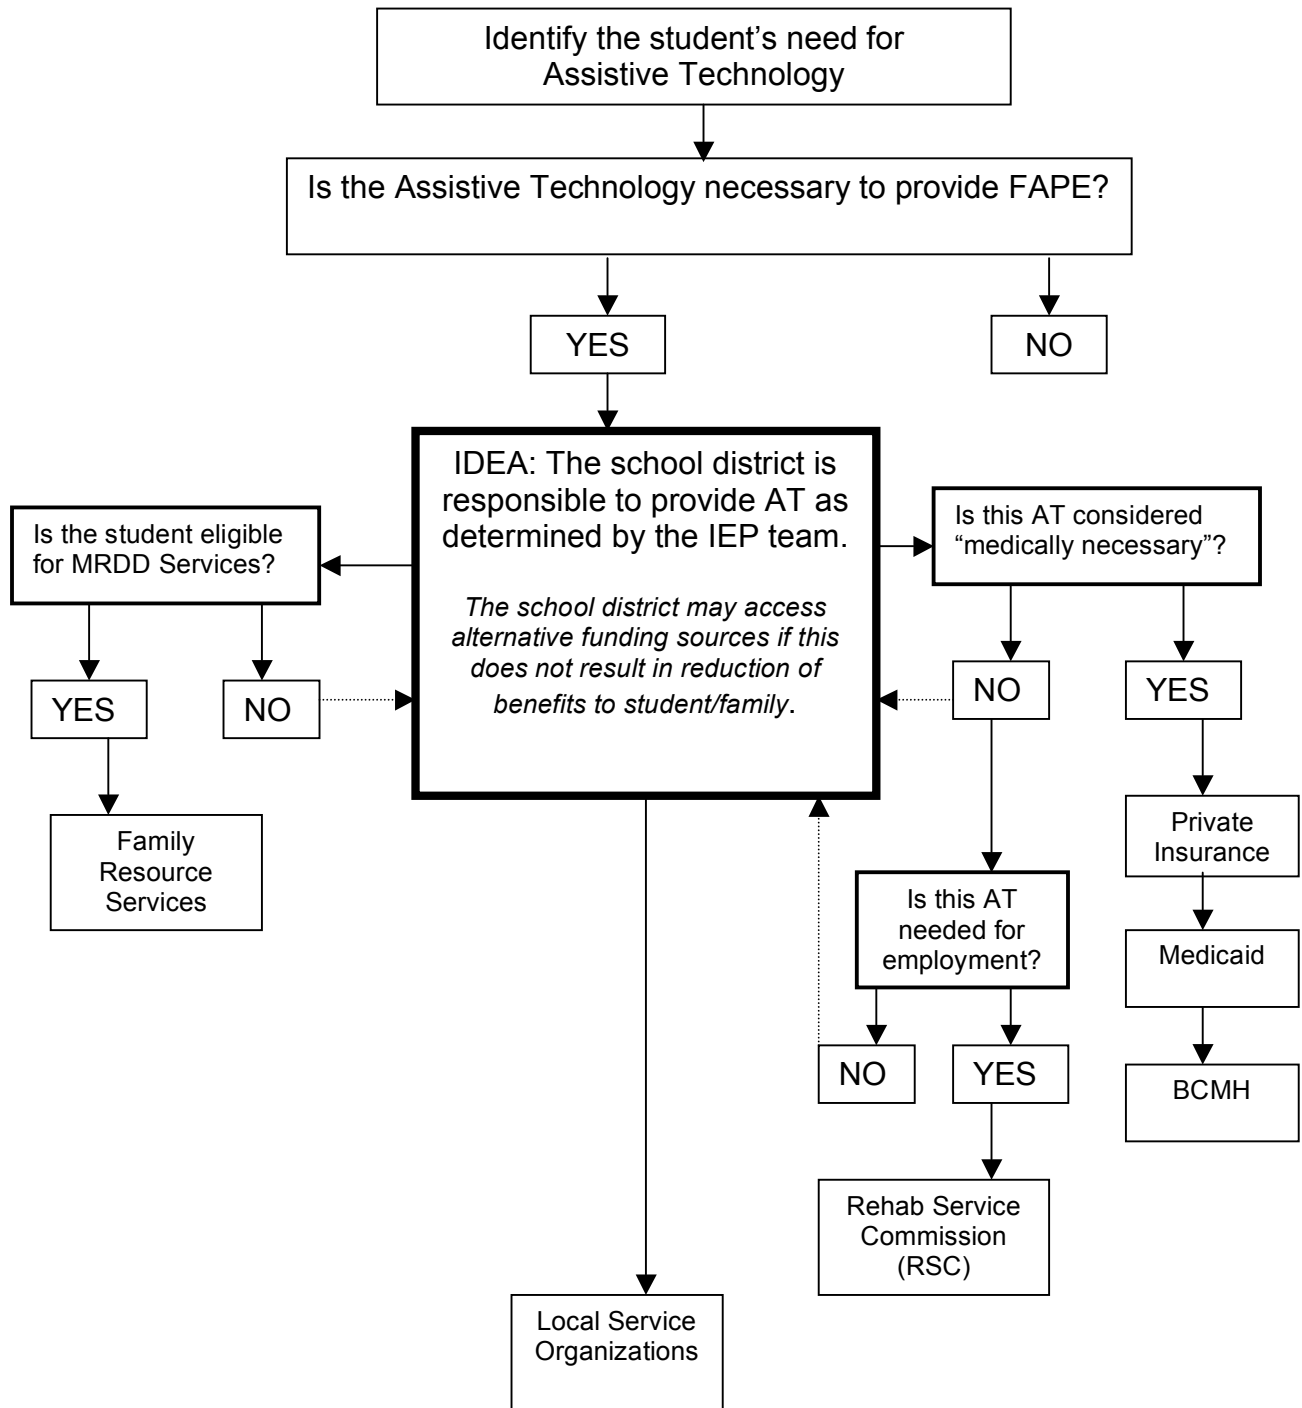 Identify the student’s need for
Assistive Technology
Is the Assistive Technology necessary to provide FAPE?
YES
NO
IDEA: The school district is
responsible to provide AT as
determined by the IEP team.
The school district may access
alternative funding sources if this
does not result in reduction of
benefits to student/family.
Is the student eligible
for MRDD Services?
YES
NO
Family
Resource
Services
Is this AT considered
“medically necessary”?
NO
YES
Private
Insurance
Medicaid
BCMH
Is this AT
needed for
employment?
NO
YES
Rehab Service
Commission
(RSC)
Local Service
Organizations